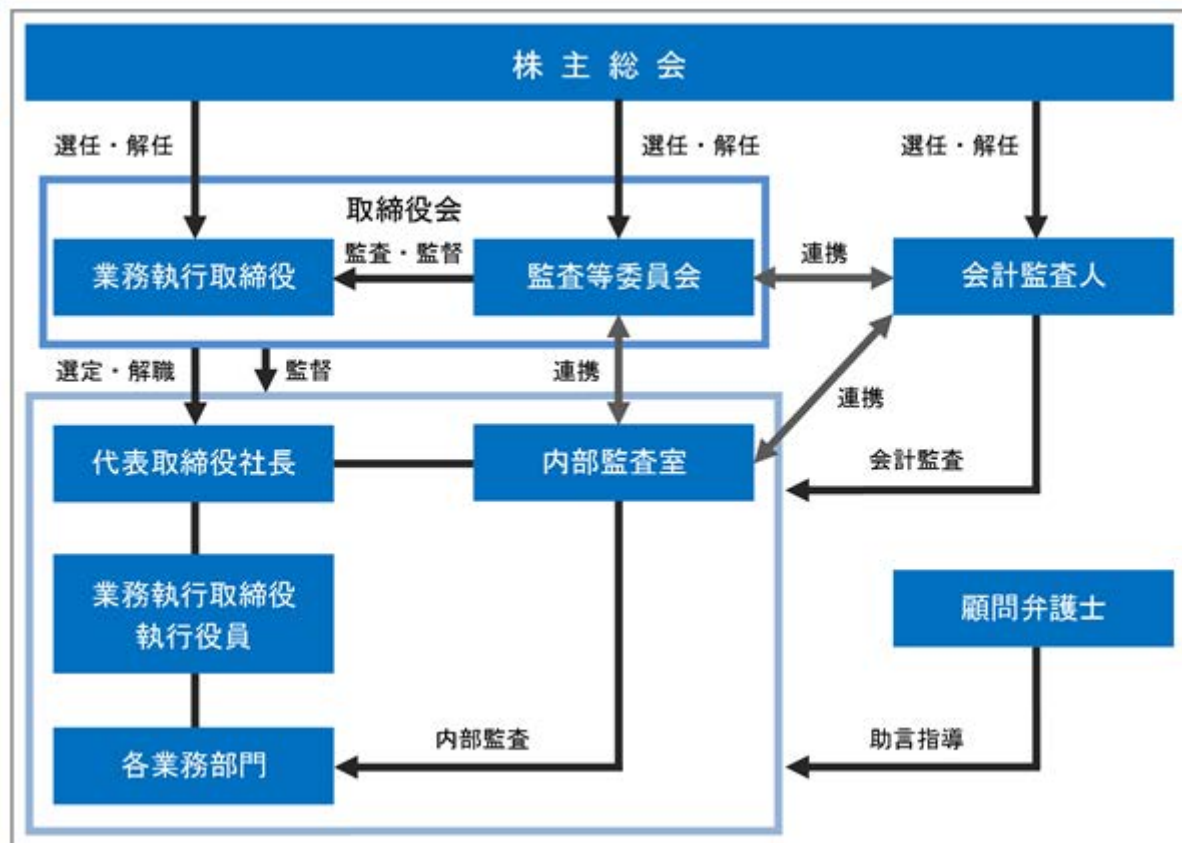 株主総会
選任・解任
選任・解任
選任・解任
取締役会
業務執行取締役
監査・監督
監査等委員会
連携
会計監査人
選定・解職
監督
連携
連携
代表取締役社長
内部監査室
会計監査
業務執行取締役
執行役員
顧問弁護士
各業務部門
内部監査
助言指導